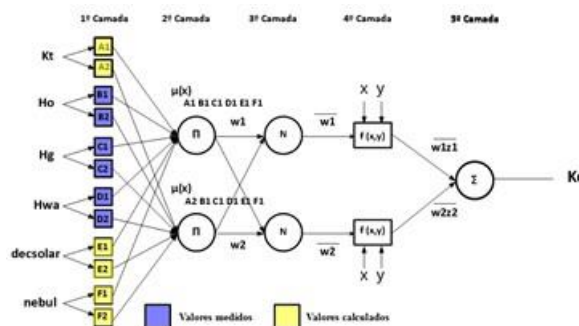 1ª Camada 2ª Camada 3ª Camada 4ª Camada 5ª Camada
Kt
A1
A2
Ho
B1
B2
Hg
C1
C2
Hwa
D1
D2
decsolar
E1
E2
nebul
F1
F2
μ(x)
A1 B1 C1 D1 E1 F1
Π
w1
N
w1
x y
f (x,y)
w1z1
μ(x)
A2 B1 C1 D1 E1 F1
Π
w2
N
w2
f (x,y)
x y
w2z2
Σ
Valores medidos
Valores calculados